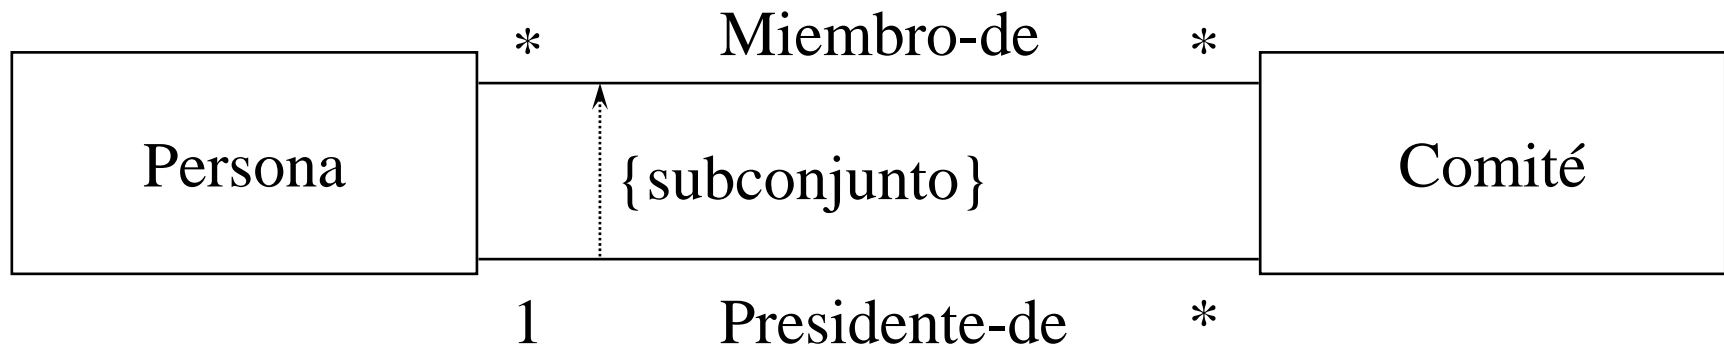 * Miembro-de *
Persona
{subconjunto}
Comité
1 Presidente-de *